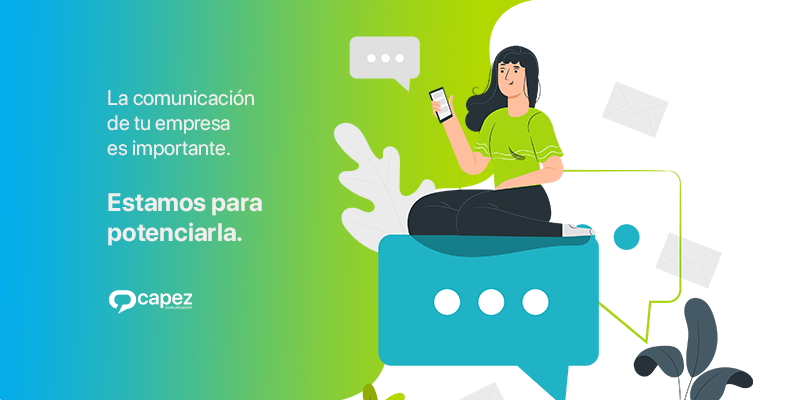 La comunicación
de tu empresa
es importante.
Estamos para
potenciarla.
capez